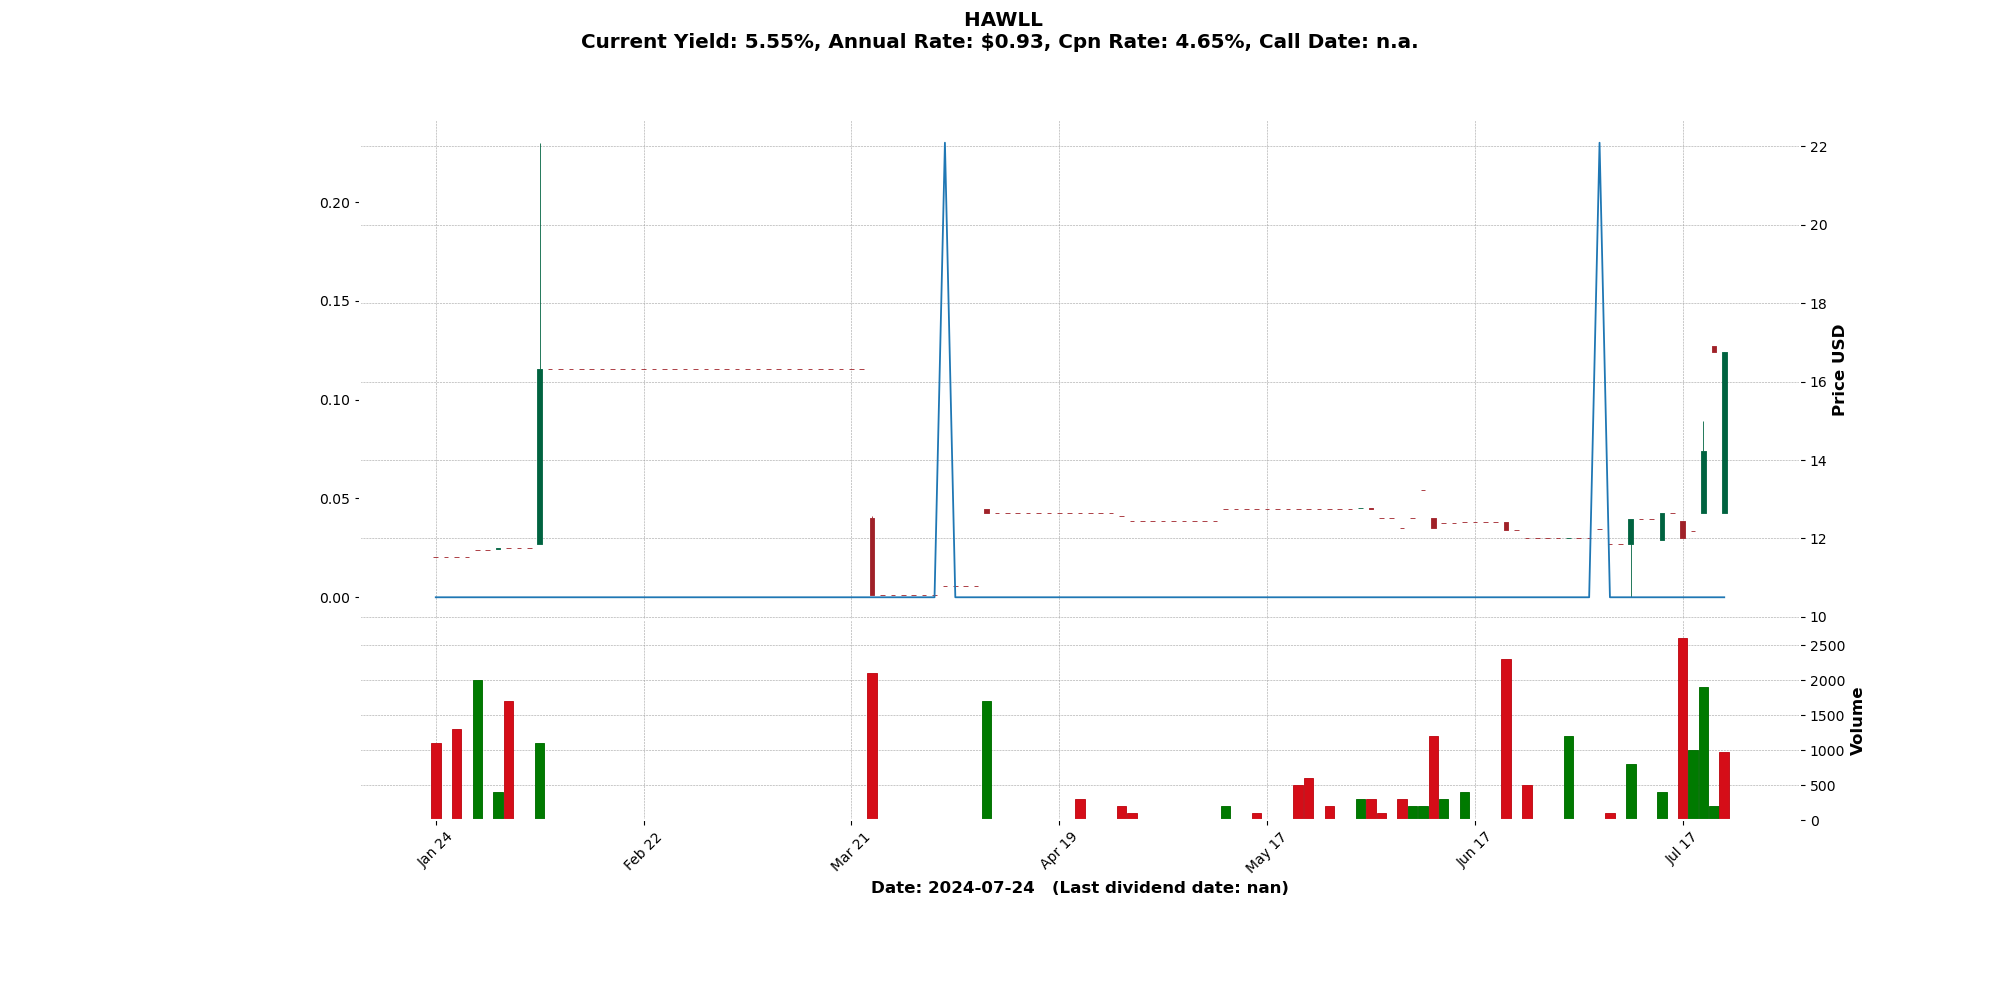 HAWLL
Current Yield: 5.55%, Annual Rate: $0.93, Cpn Rate: 4.65%, Call Date: n.a.
0.20
0.15
0.10
0.05
0.00
22
20
18
16
14
12
10
Price USD
2500
2000
1500
1000
500
0
Volume
Jan 24
Feb 22
Mar 21
Apr 19
May 17
Jun 17
Jul 17
Date: 2024-07-24   (Last dividend date: nan)